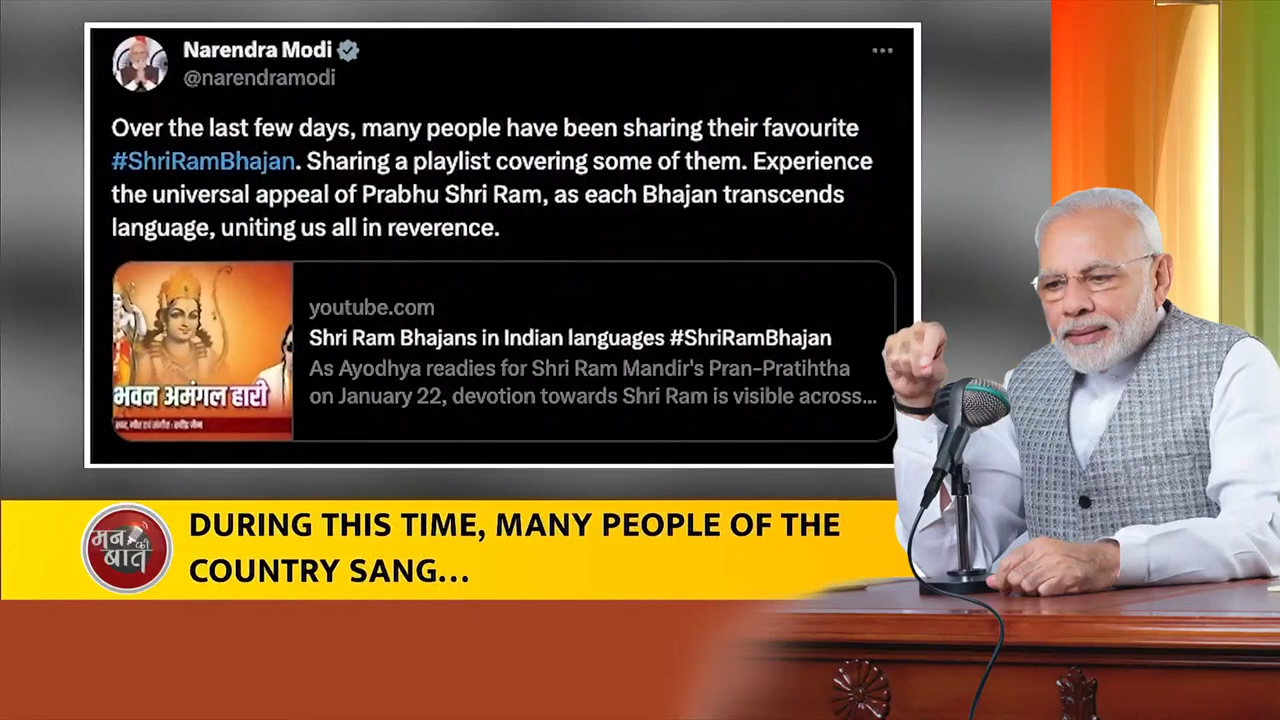 Narendra Modi
@narendramodi
Over the last few days, many people have been sharing their favourite
#ShriRamBhajan. Sharing a playlist covering some of them. Experience
the universal appeal of Prabhu Shri Ram, as each Bhajan transcends
language, uniting us all in reverence.
youtube.com
Shri Ram Bhajans in Indian languages #ShriRamBhajan
As Ayodhya readies for Shri Ram Mandir's Pran-Pratihtha
on January 22, devotion towards Shri Ram is visible across...
भवन अमंगल हारी
स्वर, गीत एवं संगीत : रवींद्र जैन
मन की बात
DURING THIS TIME, MANY PEOPLE OF THE
COUNTRY SANG...